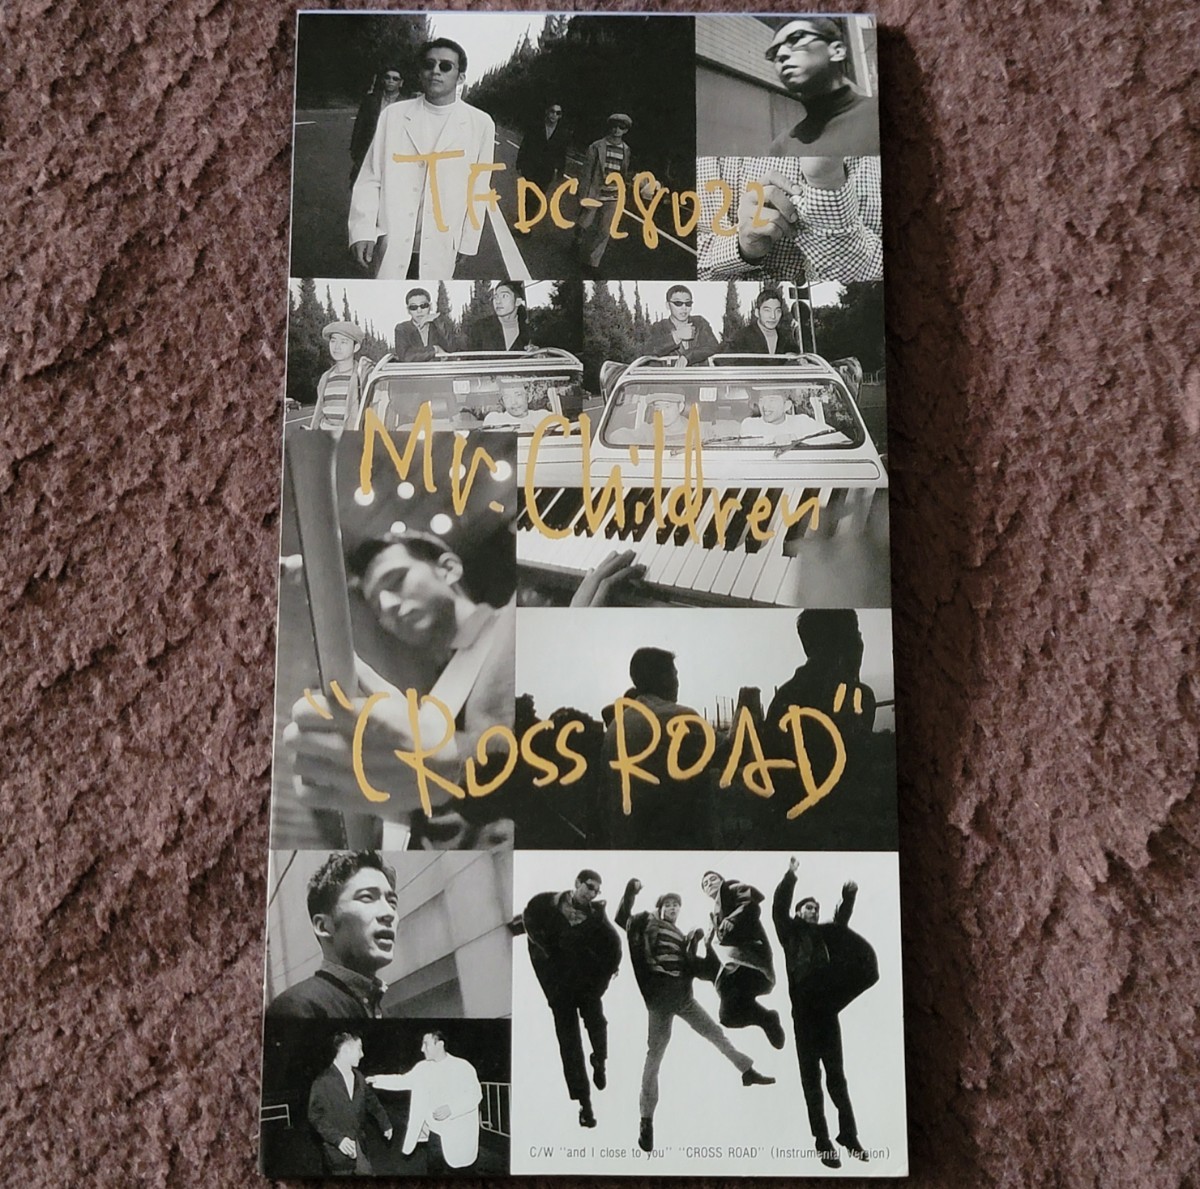 TFDC-28022
Mr. Children
"CROSS ROAD"
C/W "and I close to you" "CROSS ROAD" (Instrumental Version)